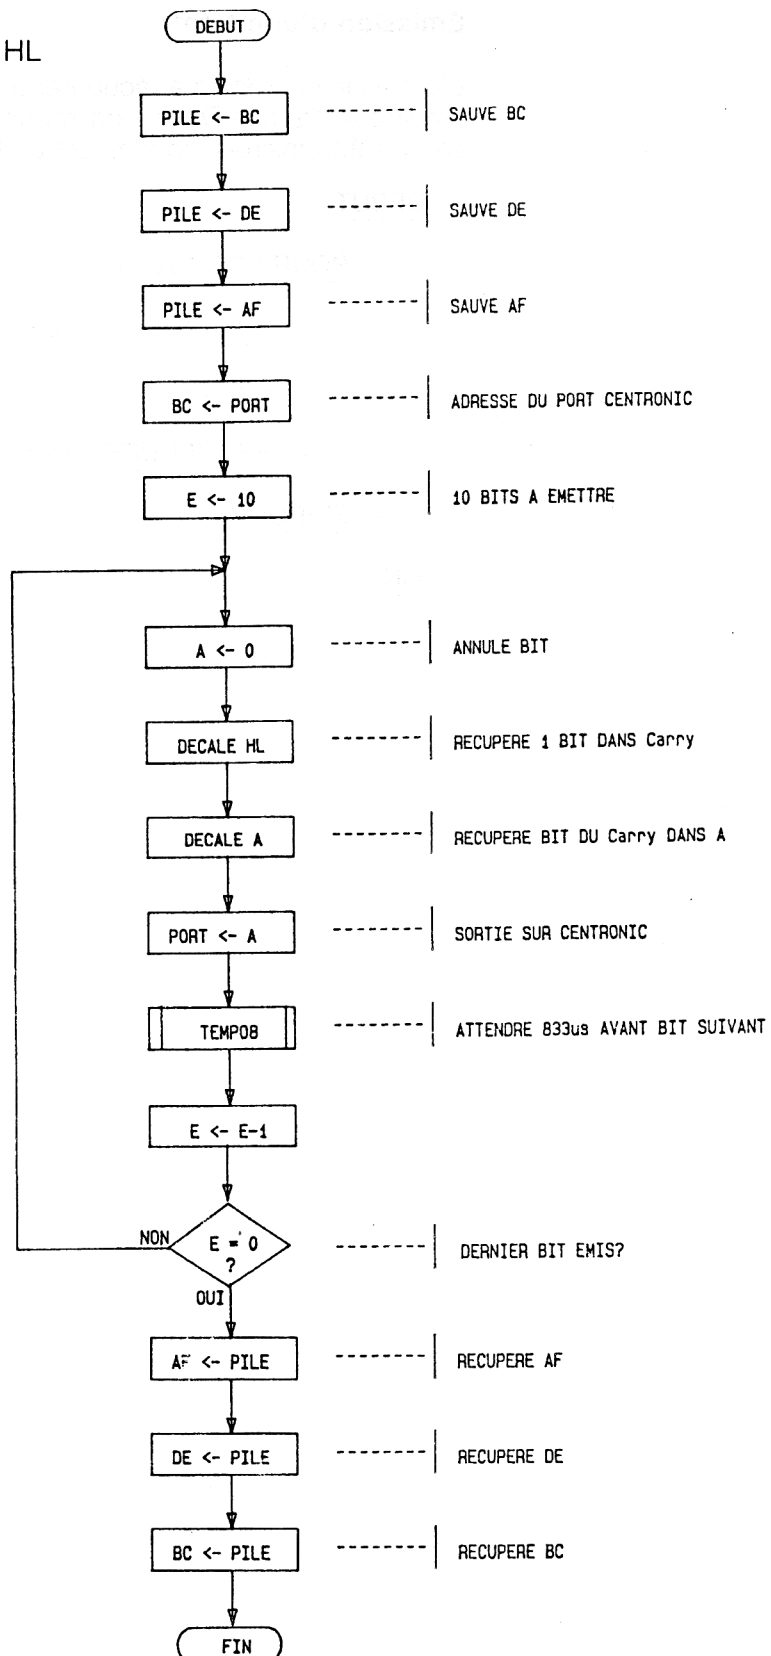 DEBUT
HL
PILE <- BC
SAUVE BC
PILE <- DE
SAUVE DE
PILE <- AF
SAUVE AF
BC <- PORT
ADRESSE DU PORT CENTRONIC
E <- 10
10 BITS A EMETTRE
A <- 0
ANNULE BIT
DECALE HL
RECUPERE 1 BIT DANS Carry
DECALE A
RECUPERE BIT DU Carry DANS A
PORT <- A
SORTIE SUR CENTRONIC
TEMPO8
ATTENDRE 833us AVANT BIT SUIVANT
E <- E-1
NON
E = 0
?
DERNIER BIT EMIS?
OUI
AF <- PILE
RECUPERE AF
DE <- PILE
RECUPERE DE
BC <- PILE
RECUPERE BC
FIN